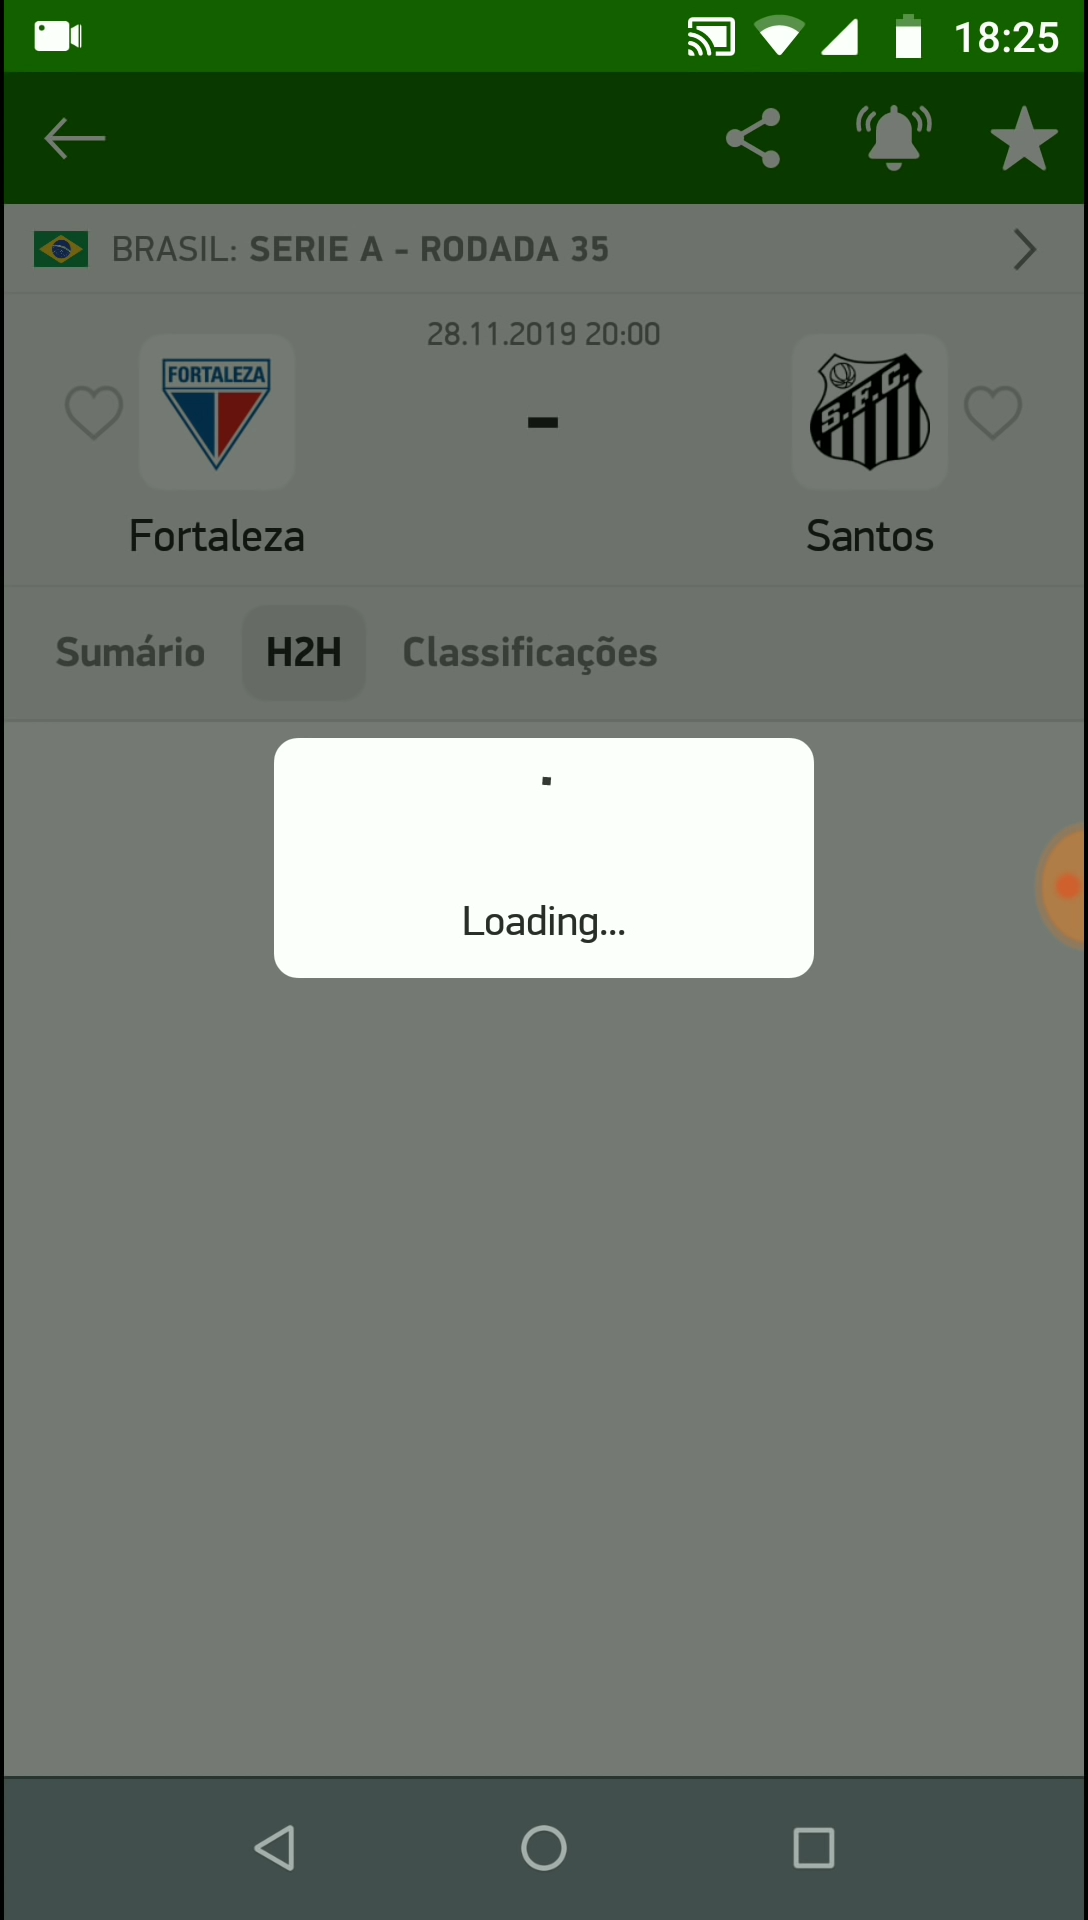 18:25
BRASIL: SERIE A - RODADA 35
28.11.2019 20:00
FORTALEZA
-
S.F.C.
Fortaleza
Santos
Sumário H2H Classificações
Loading...